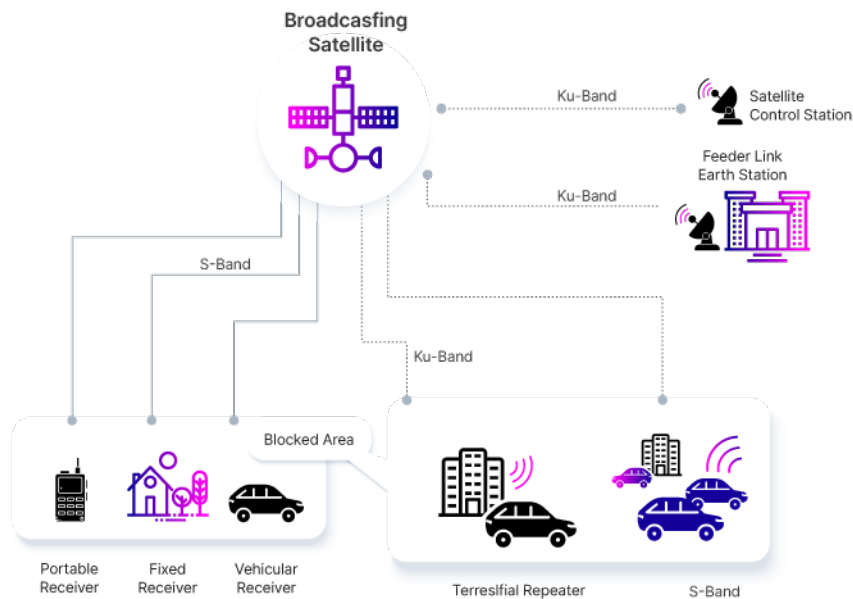 Broadcasfing
Satellite
Ku-Band
Satellite
Control Station
Feeder Link
Earth Station
Ku-Band
S-Band
Ku-Band
Blocked Area
Portable
Receiver
Fixed
Receiver
Vehicular
Receiver
Terreslfial Repeater
S-Band